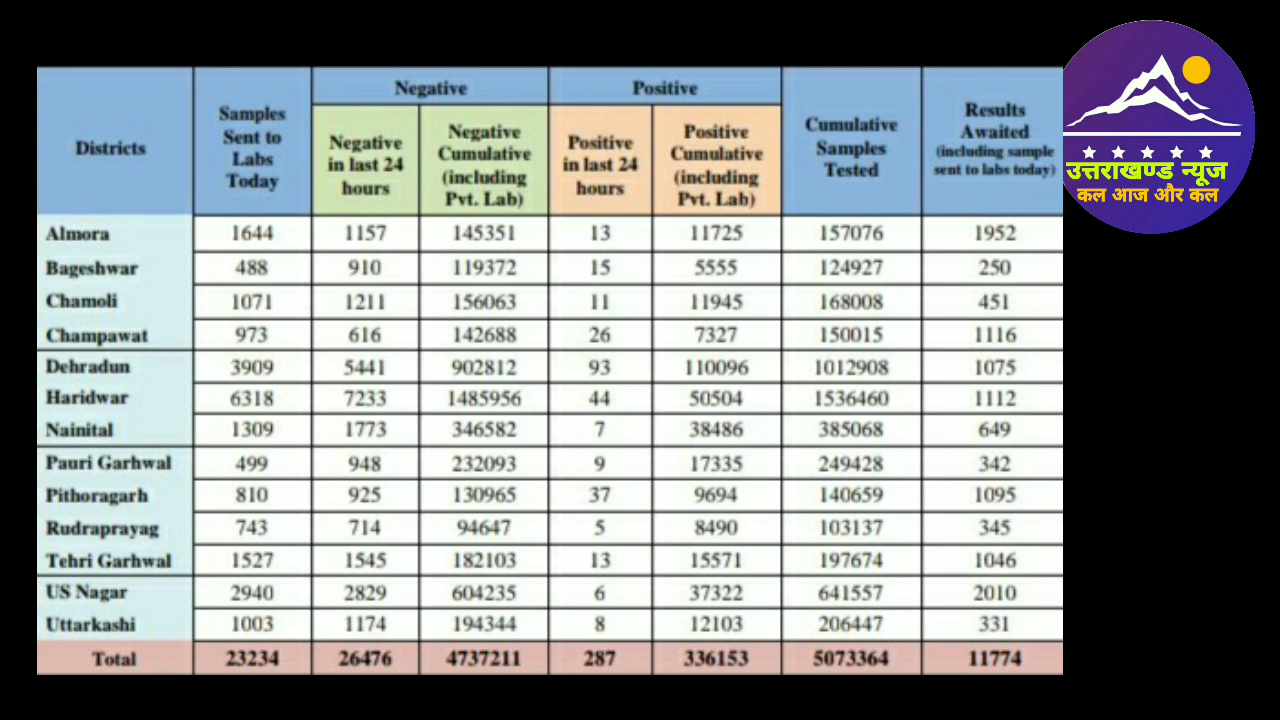 Districts Samples Sent to Labs Today Negative Positive Cumulative Samples Tested Results Awaited (including sample sent to labs today)
Negative in last 24 hours Negative Cumulative (including Pvt. Lab) Positive in last 24 hours Positive Cumulative (including Pvt. Lab)
Almora 1644 1157 145351 13 11725 157076 1952
Bageshwar 488 910 119372 15 5555 124927 250
Chamoli 1071 1211 156063 11 11945 168008 451
Champawat 973 616 142688 26 7327 150015 1116
Dehradun 3909 5441 902812 93 110096 1012908 1075
Haridwar 6318 7233 1485956 44 50504 1536460 1112
Nainital 1309 1773 346582 7 38486 385068 649
Pauri Garhwal 499 948 232093 9 17335 249428 342
Pithoragarh 810 925 130965 37 9694 140659 1095
Rudraprayag 743 714 94647 5 8490 103137 345
Tehri Garhwal 1527 1545 182103 13 15571 197674 1046
US Nagar 2940 2829 604235 6 37322 641557 2010
Uttarkashi 1003 1174 194344 8 12103 206447 331
Total 23234 26476 4737211 287 336153 5073364 11774
उत्तराखण्ड न्यूज
कल आज और कल